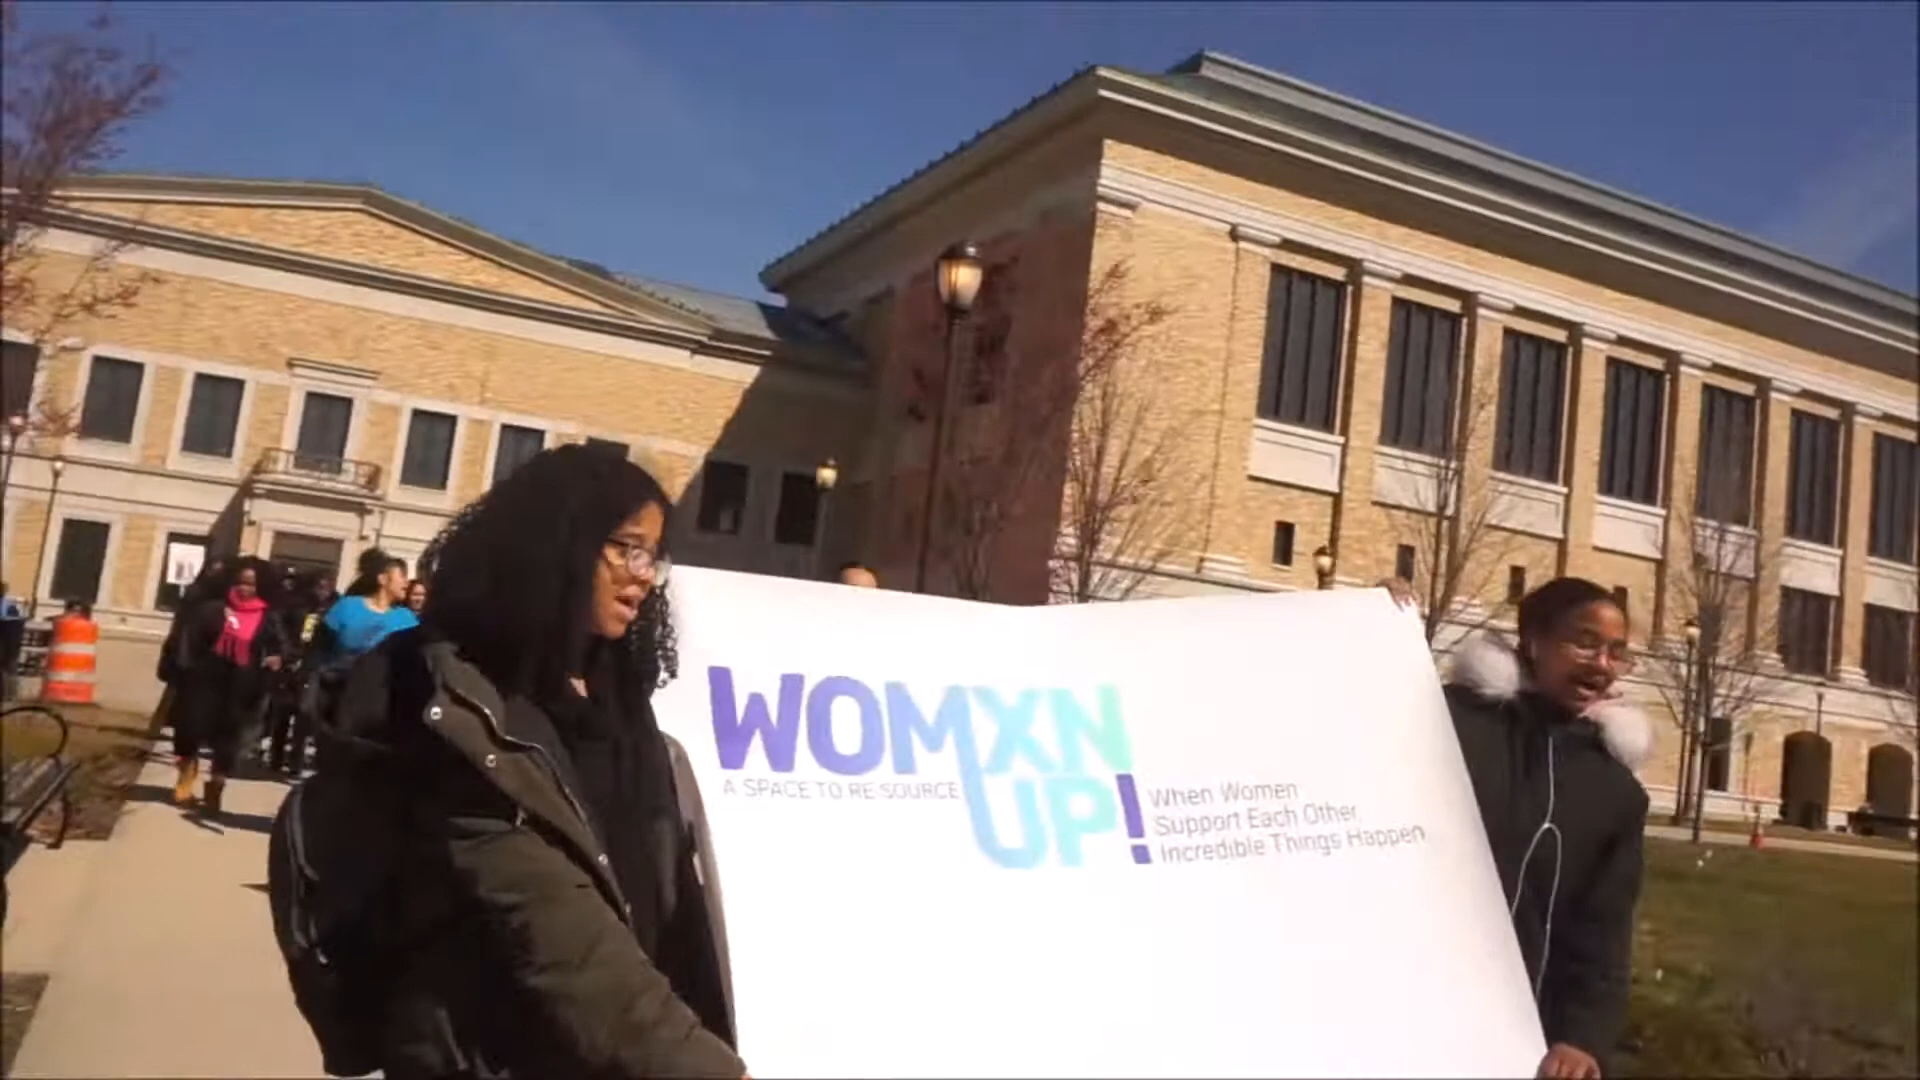 WOMXN
UP!
A SPACE TO RE SOURCE
When Women
Support Each Other,
Incredible Things Happen